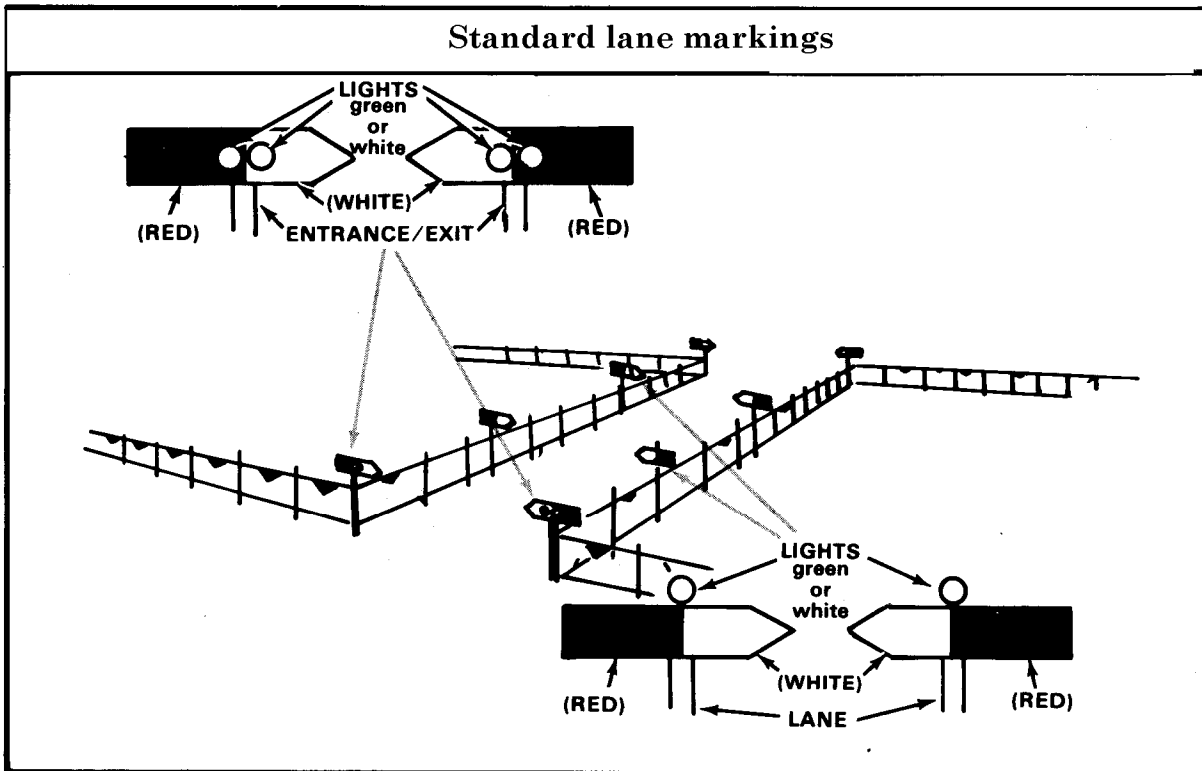 Standard lane markings
LIGHTS
green
or
white
(WHITE)
(RED)
ENTRANCE/EXIT
(RED)
LIGHTS
green
or
white
(WHITE)
(RED)
(RED)
LANE